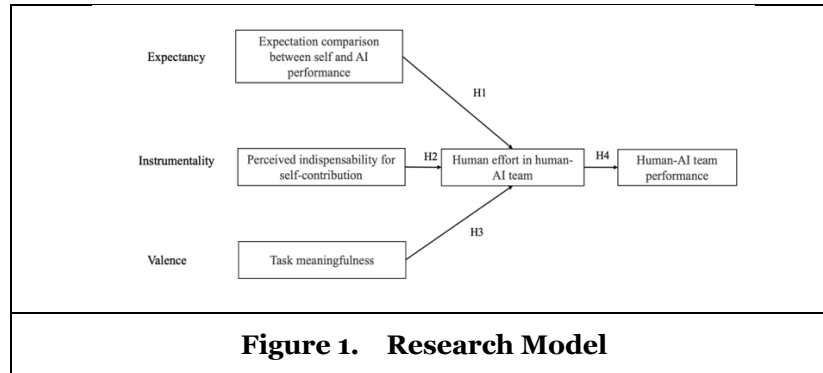 Expectancy
Expectation comparison
between self and AI
performance
H1
Instrumentality
Perceived indispensability for
self-contribution
H2
Human effort in human-
AI team
H4
Human-AI team
performance
H3
Valence
Task meaningfulness
Figure 1. Research Model